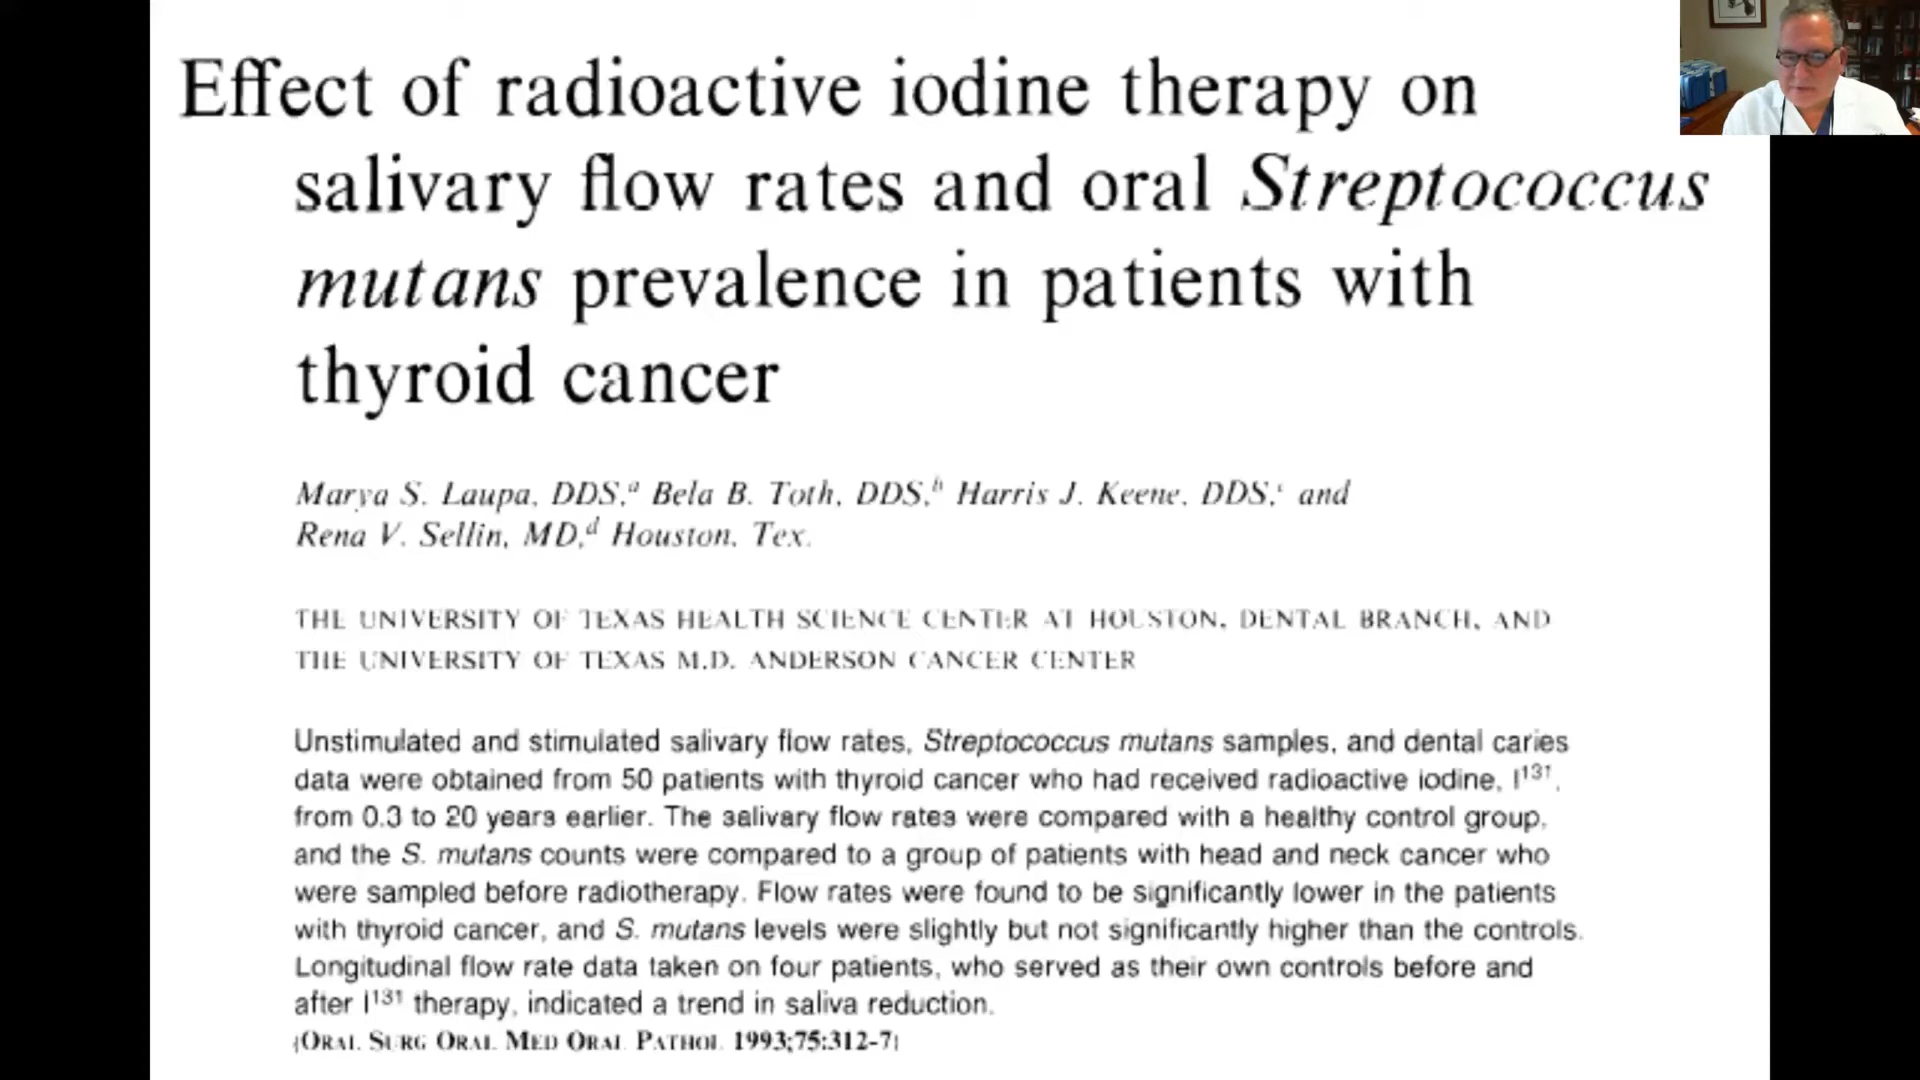 Effect of radioactive iodine therapy on
salivary flow rates and oral Streptococcus
mutans prevalence in patients with
thyroid cancer
Marya S. Laupa, DDS,ᵃ Bela B. Toth, DDS,ᵇ Harris J. Keene, DDS,ᶜ and
Rena V. Sellin, MD,ᵈ Houston, Tex.
THE UNIVERSITY OF TEXAS HEALTH SCIENCE CENTER AT HOUSTON, DENTAL BRANCH, AND
THE UNIVERSITY OF TEXAS M.D. ANDERSON CANCER CENTER
Unstimulated and stimulated salivary flow rates, Streptococcus mutans samples, and dental caries
data were obtained from 50 patients with thyroid cancer who had received radioactive iodine, I¹³¹,
from 0.3 to 20 years earlier. The salivary flow rates were compared with a healthy control group,
and the S. mutans counts were compared to a group of patients with head and neck cancer who
were sampled before radiotherapy. Flow rates were found to be significantly lower in the patients
with thyroid cancer, and S. mutans levels were slightly but not significantly higher than the controls.
Longitudinal flow rate data taken on four patients, who served as their own controls before and
after I¹³¹ therapy, indicated a trend in saliva reduction.
(ORAL SURG ORAL MED ORAL PATHOL 1993;75:312-7)